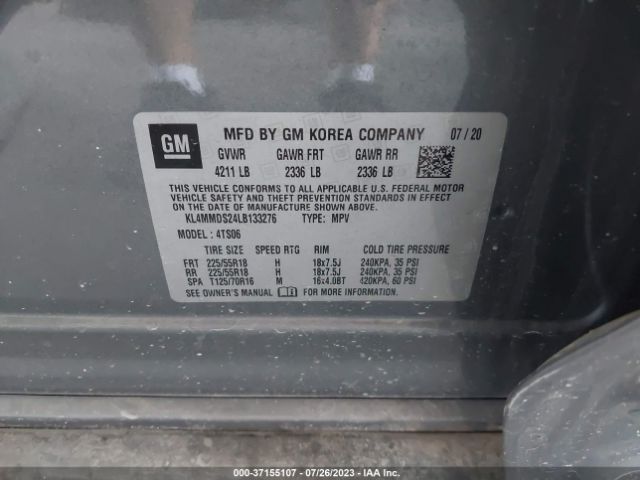 GM MFD BY GM KOREA COMPANY 07 / 20
GVWR GAWR FRT GAWR RR
4211 LB 2336 LB 2336 LB
THIS VEHICLE CONFORMS TO ALL APPLICABLE U.S. FEDERAL MOTOR
VEHICLE SAFETY AND THEFT PREVENTION STANDARDS IN EFFECT
ON THE DATE OF MANUFACTURE SHOWN ABOVE.
KL4MMDS24LB133276 TYPE: MPV
MODEL : 4TS06
TIRE SIZE SPEED RTG RIM COLD TIRE PRESSURE
FRT 225/55R18 H 18x7.5J 240KPA, 35 PSI
RR 225/55R18 H 18x7.5J 240KPA, 35 PSI
SPA T125/70R16 M 16x4.0BT 420KPA, 60 PSI
SEE OWNER'S MANUAL FOR MORE INFORMATION.
000-37155107 - 07/26/2023 - IAA Inc.